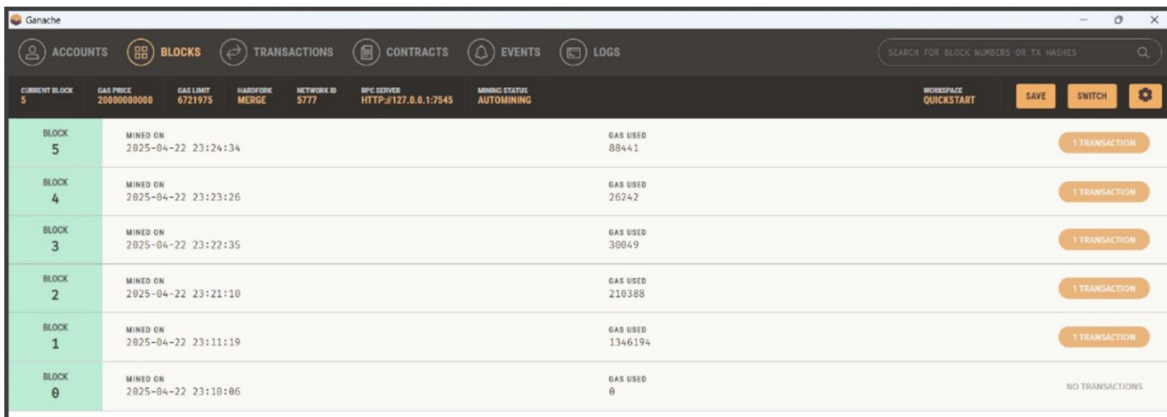 Ganache
ACCOUNTS BLOCKS TRANSACTIONS CONTRACTS EVENTS LOGS SEARCH FOR BLOCK NUMBERS OR TX HASHES
CURRENT BLOCK GAS PRICE GAS LIMIT HARDFORK NETWORK ID RPC SERVER MINING STATUS WORKSPACE
5 20000000000 6721975 MERGE 5777 HTTP://127.0.0.1:7545 AUTOMINING QUICKSTART SAVE SWITCH
BLOCK MINED ON GAS USED
5 2025-04-22 23:24:34 88441 1 TRANSACTION
BLOCK MINED ON GAS USED
4 2025-04-22 23:23:26 26242 1 TRANSACTION
BLOCK MINED ON GAS USED
3 2025-04-22 23:22:35 30049 1 TRANSACTION
BLOCK MINED ON GAS USED
2 2025-04-22 23:21:10 210388 1 TRANSACTION
BLOCK MINED ON GAS USED
1 2025-04-22 23:11:19 1346194 1 TRANSACTION
BLOCK MINED ON GAS USED
0 2025-04-22 23:10:06 0 NO TRANSACTIONS